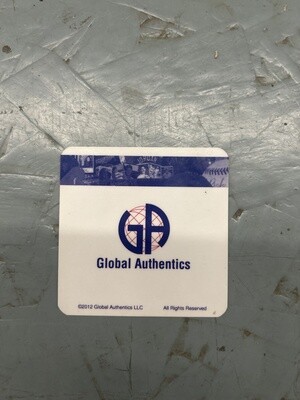 GA
Global Authentics
©2012 Global Authentics LLC All Rights Reserved